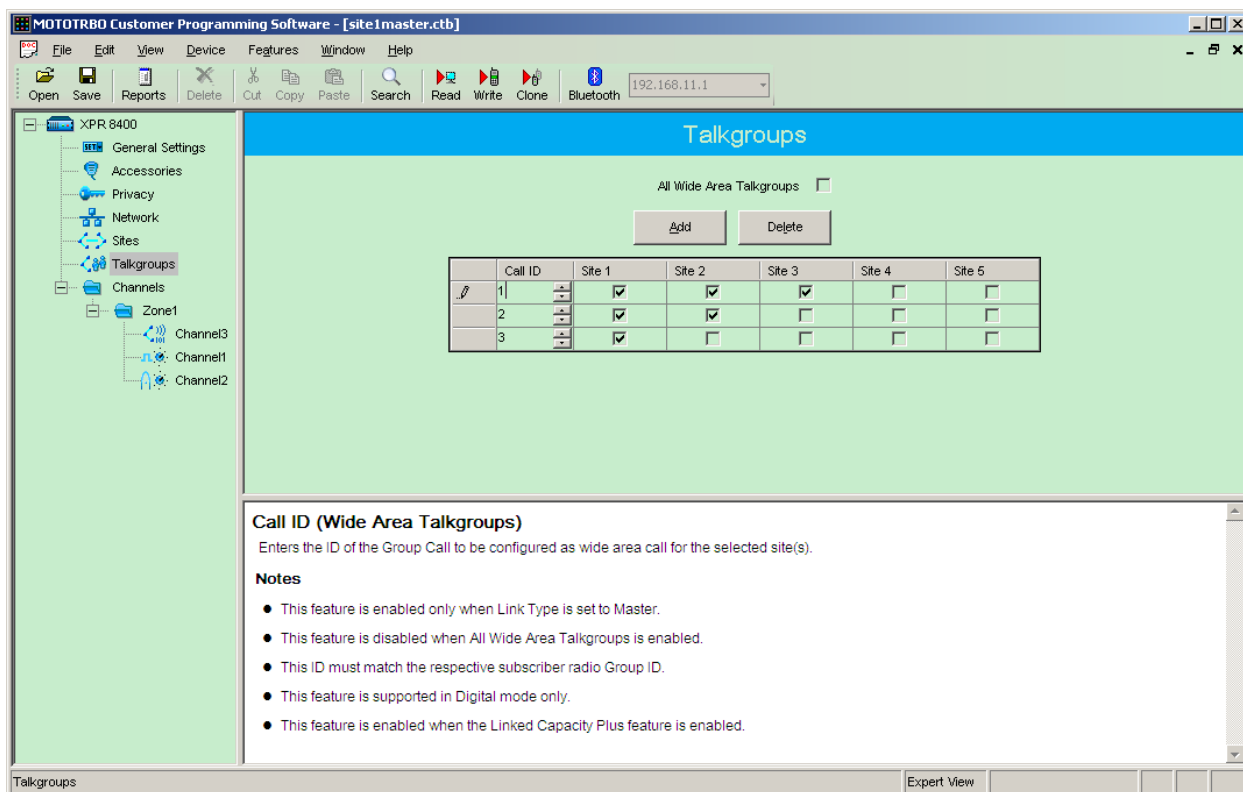 MOTOTRBO Customer Programming Software - [site1master.ctb]
File Edit View Device Features Window Help
Open Save Reports Delete Cut Copy Paste Search Read Write Clone Bluetooth 192.168.11.1
XPR 8400
General Settings
Accessories
Privacy
Network
Sites
Talkgroups
Channels
Zone1
Channel3
Channel1
Channel2
Talkgroups
All Wide Area Talkgroups
Add Delete
Call ID Site 1 Site 2 Site 3 Site 4 Site 5
1
2
3
Call ID (Wide Area Talkgroups)
Enters the ID of the Group Call to be configured as wide area call for the selected site(s).
Notes
● This feature is enabled only when Link Type is set to Master.
● This feature is disabled when All Wide Area Talkgroups is enabled.
● This ID must match the respective subscriber radio Group ID.
● This feature is supported in Digital mode only.
● This feature is enabled when the Linked Capacity Plus feature is enabled.
Talkgroups Expert View